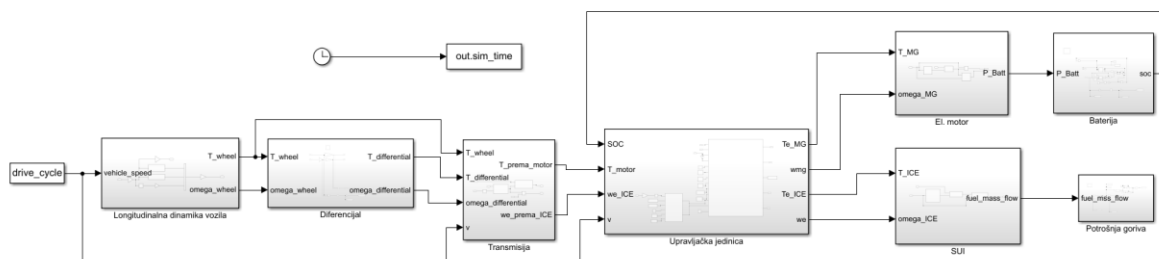 out.sim_time
drive_cycle
vehicle_speed
T_wheel
omega_wheel
Longitudinalna dinamika vozila
T_wheel
omega_wheel
T_differential
omega_differential
Diferencijal
T_wheel
T_differential
omega_differential
v
T_prema_motor
we_prema_ICE
Transmisija
SOC
T_motor
we_ICE
v
Te_MG
wmg
Te_ICE
we
Upravljačka jedinica
T_MG
omega_MG
P_Batt
El. motor
P_Batt
soc
Baterija
T_ICE
omega_ICE
fuel_mass_flow
SUI
fuel_mss_flow
Potrošnja goriva